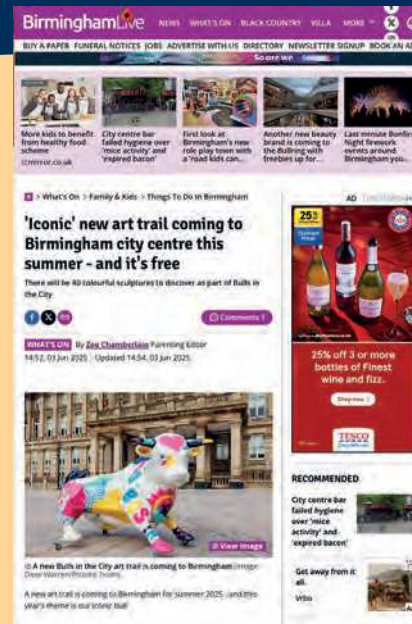 BirminghamLive
NEWS WHAT'S ON BLACK COUNTRY VILLA MORE
BUY A PAPER FUNERAL NOTICES JOBS ADVERTISE WITH US DIRECTORY NEWSLETTER SIGNUP BOOK AN A
So are we
More kids to benefit
from healthy food
scheme
mirror.co.uk
City centre bar
failed hygiene over
'mice activity' and
'expired bacon'
First look at
Birmingham's new
role play town with
a 'road kids can...
Another new beauty
brand is coming to
the Bullring with
freebies up for...
Last minute Bonfire
Night firework
events around
Birmingham you
What's On > Family & Kids > Things To Do in Birmingham
'Iconic' new art trail coming to
Birmingham city centre this
summer - and it's free
There will be 40 colourful sculptures to discover as part of Bulls in
the City
Comments 1
WHAT'S ON By Zoe Chamberlain Parenting Editor
14:52, 03 Jun 2025 Updated 14:54, 03 Jun 2025
View Image
A new Bulls in the City art trail is coming to Birmingham
A new art trail is coming to Birmingham for summer 2025 - and this
year's theme is our iconic bull
AD
25%
25% off 3 or more
bottles of Finest
wine and fizz.
Shop now
TESCO
RECOMMENDED
City centre bar
failed hygiene
over 'mice
activity' and
'expired bacon'
Get away from it
all.
Vrbo